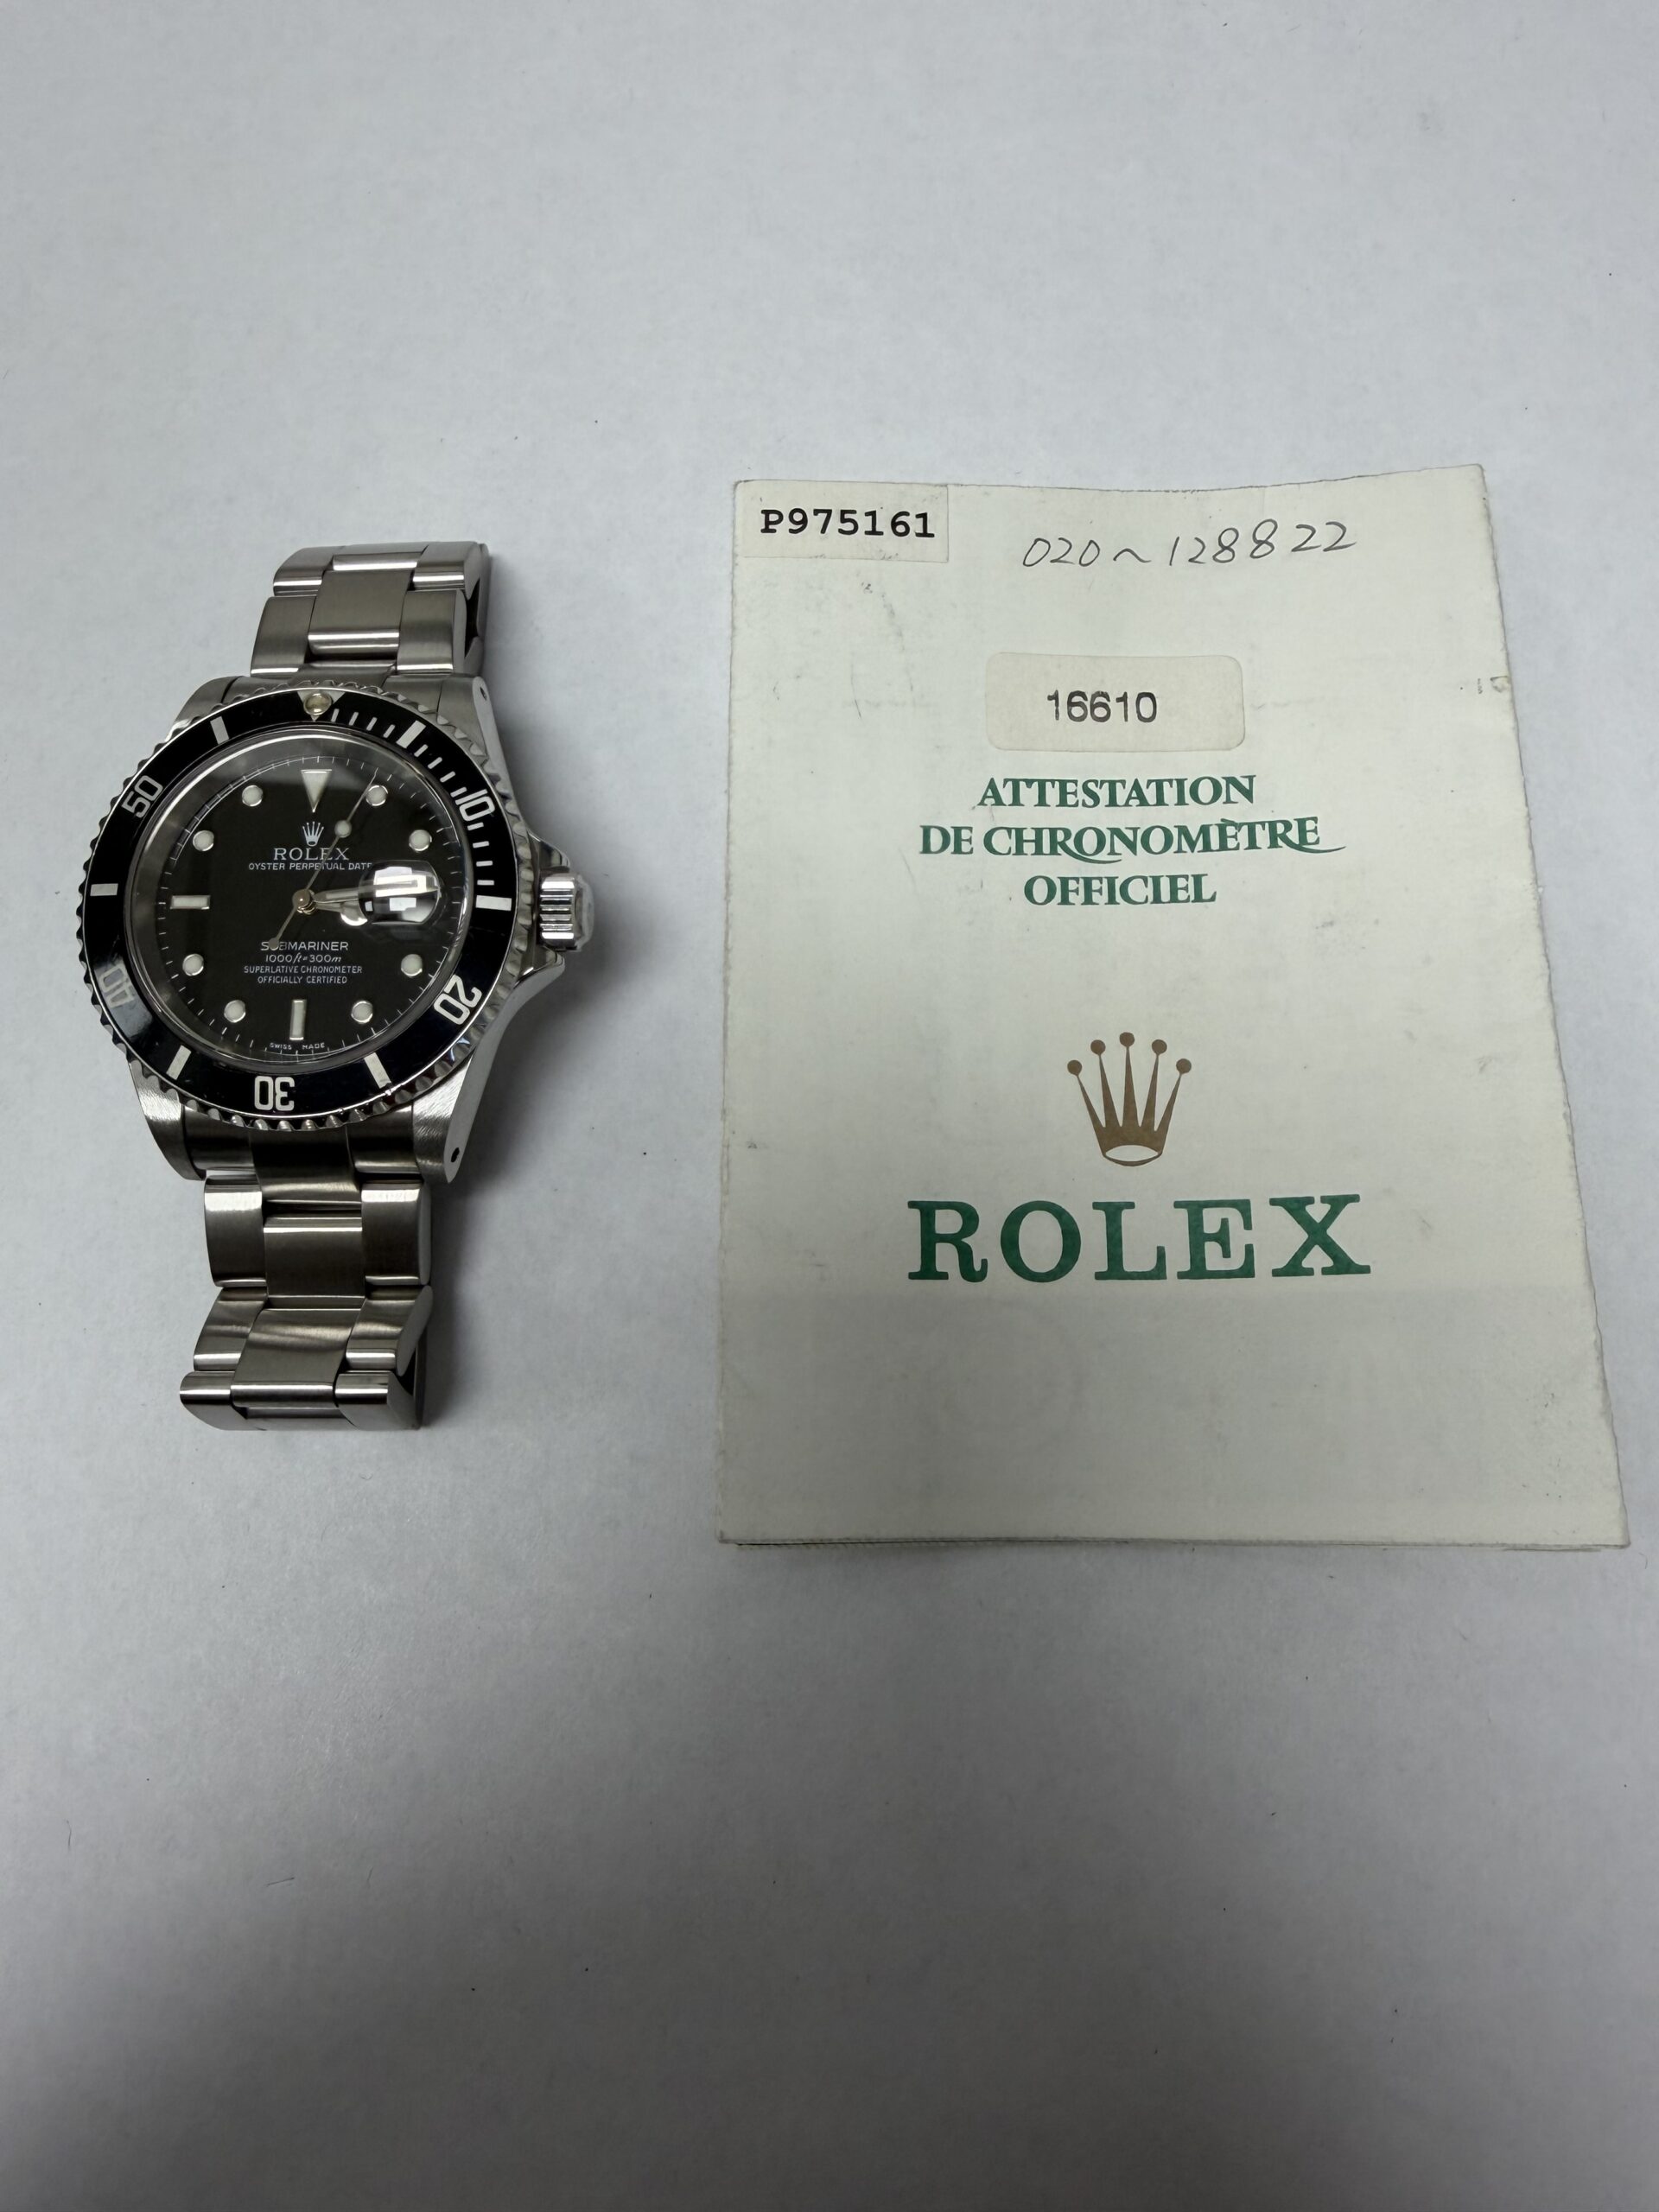 50
10
20
30
40
ROLEX
OYSTER PERPETUAL DATE
SUBMARINER
1000ft=300m
SUPERLATIVE CHRONOMETER
OFFICIALLY CERTIFIED
SWISS MADE
P975161
020~128822
16610
ATTESTATION
DE CHRONOMÈTRE
OFFICIEL
ROLEX